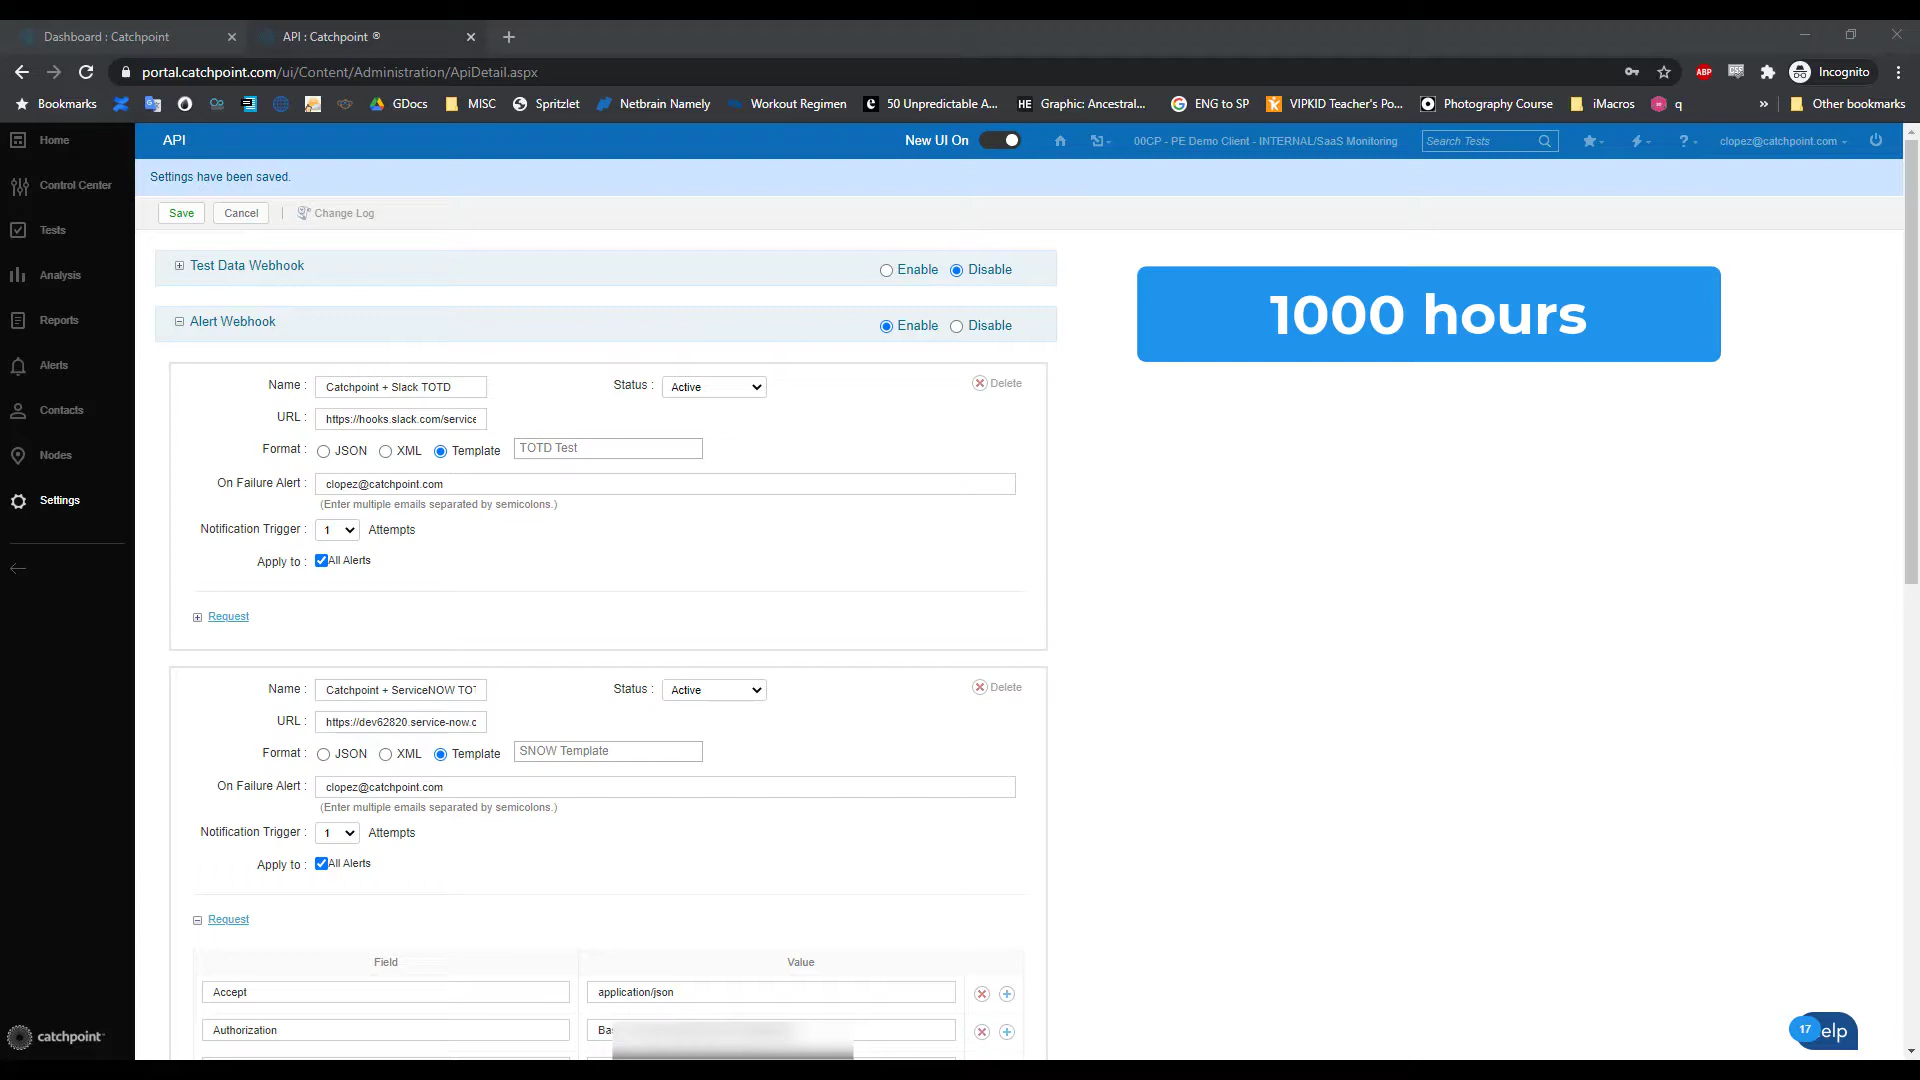 Dashboard : Catchpoint
API : Catchpoint ®
portal.catchpoint.com/ui/Content/Administration/ApiDetail.aspx
ABP
Incognito
Bookmarks
GDocs
MISC
Spritzlet
Netbrain Namely
Workout Regimen
50 Unpredictable A...
HE Graphic: Ancestral...
ENG to SP
VIPKID Teacher's Po...
Photography Course
iMacros
q
»
Other bookmarks
Home
Control Center
Tests
Analysis
Reports
Alerts
Contacts
Nodes
Settings
catchpoint
API
New UI On
00CP - PE Demo Client - INTERNAL/SaaS Monitoring
Search Tests
clopez@catchpoint.com
Settings have been saved.
Save
Cancel
Change Log
Test Data Webhook
Enable
Disable
Alert Webhook
Enable
Disable
1000 hours
Name : Catchpoint + Slack TOTD
Status : Active
Delete
URL : https://hooks.slack.com/service
Format : JSON XML Template TOTD Test
On Failure Alert : clopez@catchpoint.com
(Enter multiple emails separated by semicolons.)
Notification Trigger : 1 Attempts
Apply to : All Alerts
Request
Name : Catchpoint + ServiceNOW TO
Status : Active
Delete
URL : https://dev62820.service-now.c
Format : JSON XML Template SNOW Template
On Failure Alert : clopez@catchpoint.com
(Enter multiple emails separated by semicolons.)
Notification Trigger : 1 Attempts
Apply to : All Alerts
Request
Field
Value
Accept
application/json
Authorization
Bas
17
elp